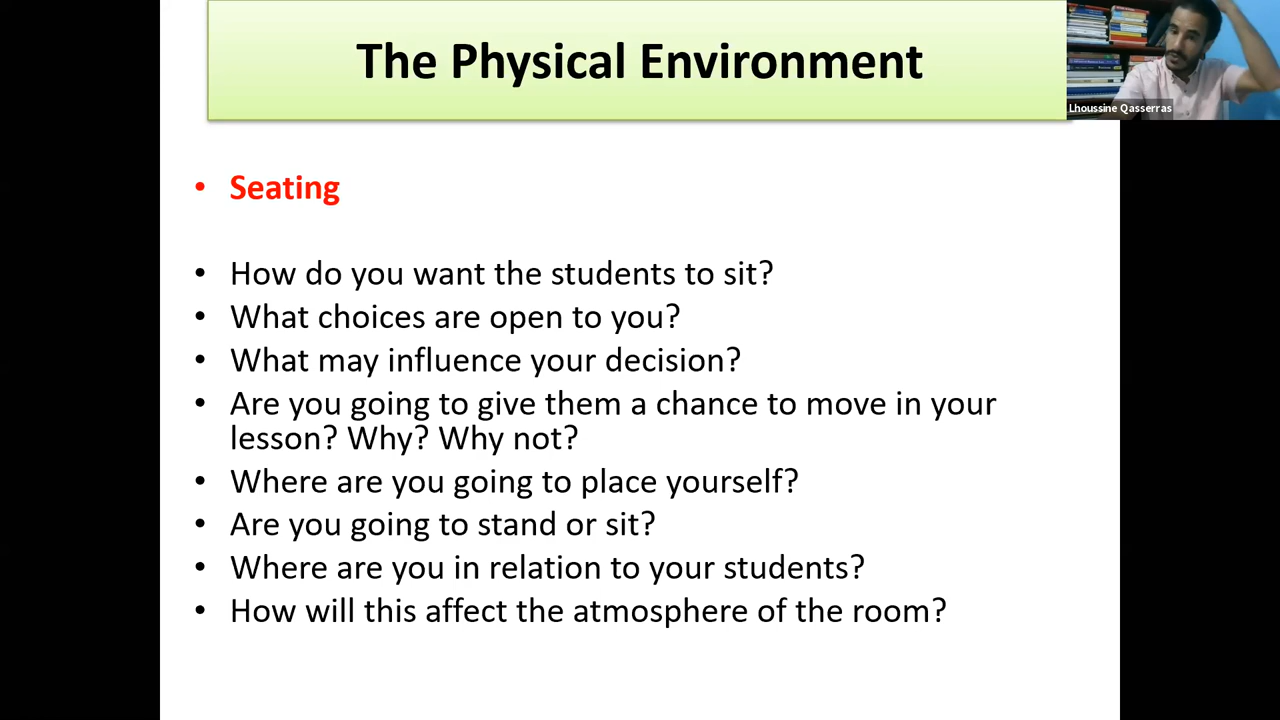 The Physical Environment
Lhoussine Qasserras
• Seating
• How do you want the students to sit?
• What choices are open to you?
• What may influence your decision?
• Are you going to give them a chance to move in your
lesson? Why? Why not?
• Where are you going to place yourself?
• Are you going to stand or sit?
• Where are you in relation to your students?
• How will this affect the atmosphere of the room?